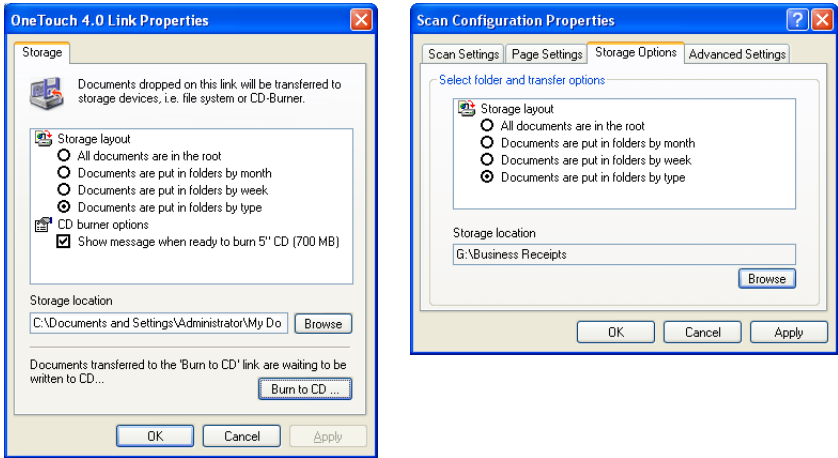 OneTouch 4.0 Link Properties
Storage
Documents dropped on this link will be transferred to
storage devices, i.e. file system or CD-Burner.
Storage layout
All documents are in the root
Documents are put in folders by month
Documents are put in folders by week
Documents are put in folders by type
CD burner options
Show message when ready to burn 5" CD (700 MB)
Storage location
C:\Documents and Settings\Administrator\My Do
Browse
Documents transferred to the 'Burn to CD' link are waiting to be
written to CD...
Burn to CD ...
OK Cancel Apply
Scan Configuration Properties
Scan Settings Page Settings Storage Options Advanced Settings
Select folder and transfer options
Storage layout
All documents are in the root
Documents are put in folders by month
Documents are put in folders by week
Documents are put in folders by type
Storage location
G:\Business Receipts
Browse
OK Cancel Apply